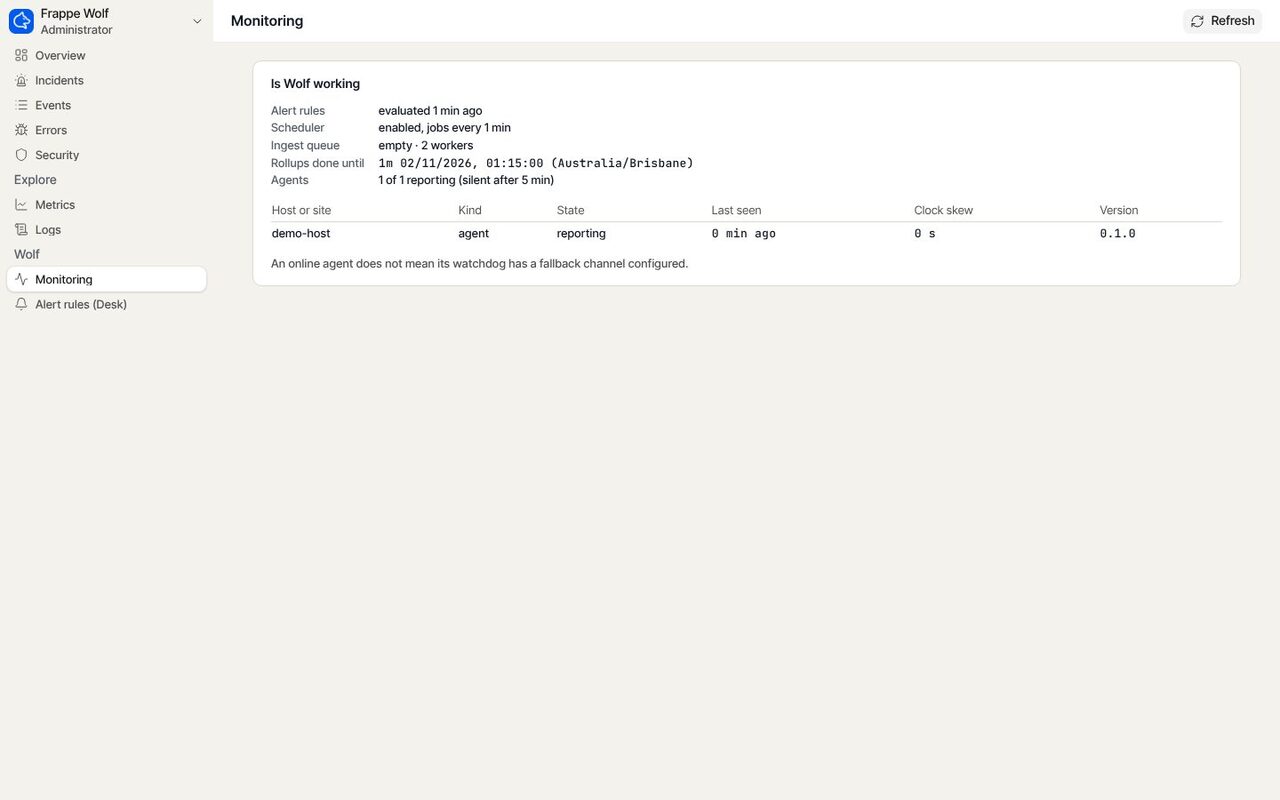 Frappe Wolf
Administrator
Overview
Incidents
Events
Errors
Security
Explore
Metrics
Logs
Wolf
Monitoring
Alert rules (Desk)
Monitoring
Refresh
Is Wolf working
Alert rules evaluated 1 min ago
Scheduler enabled, jobs every 1 min
Ingest queue empty · 2 workers
Rollups done until 1m 02/11/2026, 01:15:00 (Australia/Brisbane)
Agents 1 of 1 reporting (silent after 5 min)
Host or site Kind State Last seen Clock skew Version
demo-host agent reporting 0 min ago 0 s 0.1.0
An online agent does not mean its watchdog has a fallback channel configured.